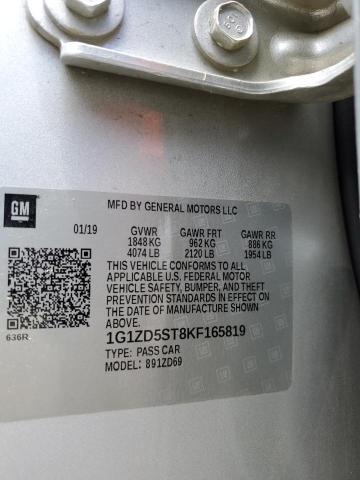 MFD BY GENERAL MOTORS LLC
GM
01/19 GVWR GAWR FRT GAWR RR
1848 KG 962 KG 886 KG
4074 LB 2120 LB 1954 LB
THIS VEHICLE CONFORMS TO ALL
APPLICABLE U.S. FEDERAL MOTOR
VEHICLE SAFETY, BUMPER, AND THEFT
PREVENTION STANDARDS IN EFFECT ON
THE DATE OF MANUFACTURE SHOWN
ABOVE.
636R
1G1ZD5ST8KF165819
TYPE: PASS CAR
MODEL: 891ZD69